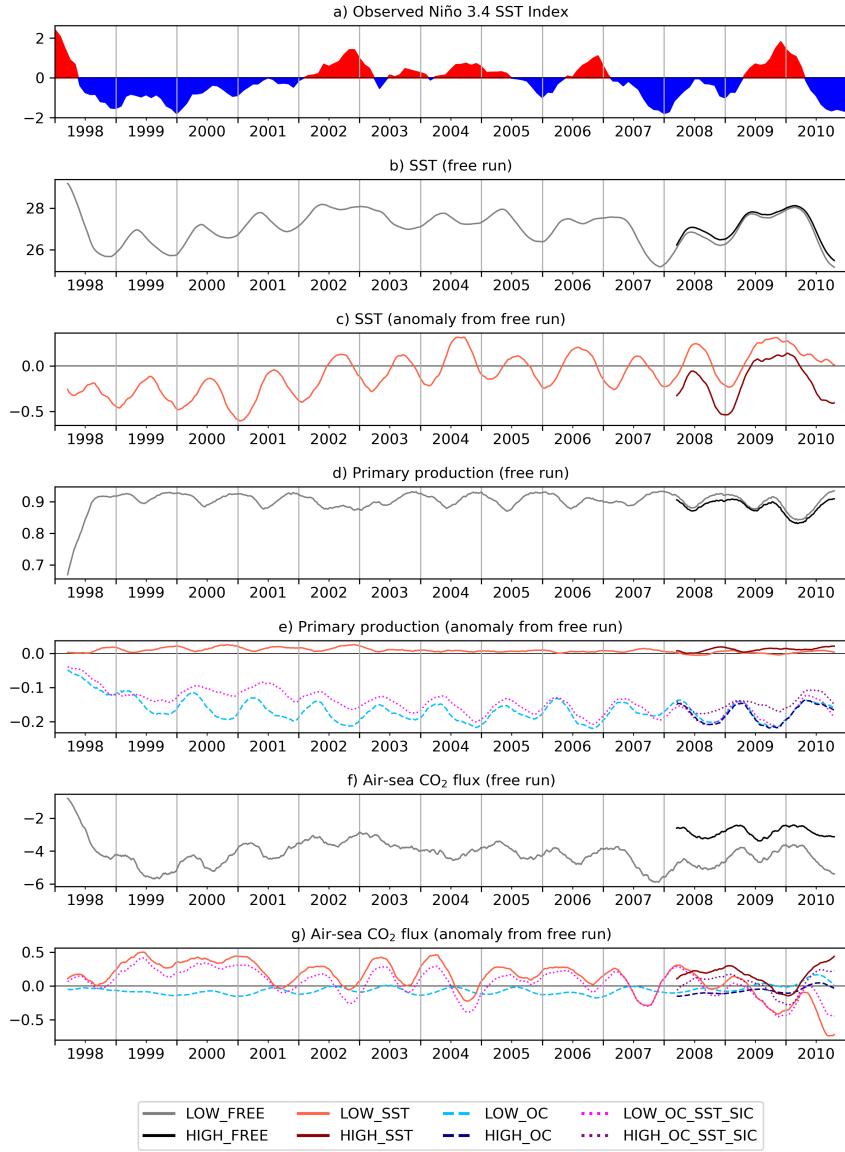 a) Observed Niño 3.4 SST Index
2
0
−2
1998 1999 2000 2001 2002 2003 2004 2005 2006 2007 2008 2009 2010
b) SST (free run)
28
26
1998 1999 2000 2001 2002 2003 2004 2005 2006 2007 2008 2009 2010
c) SST (anomaly from free run)
0.0
−0.5
1998 1999 2000 2001 2002 2003 2004 2005 2006 2007 2008 2009 2010
d) Primary production (free run)
0.9
0.8
0.7
1998 1999 2000 2001 2002 2003 2004 2005 2006 2007 2008 2009 2010
e) Primary production (anomaly from free run)
0.0
−0.1
−0.2
1998 1999 2000 2001 2002 2003 2004 2005 2006 2007 2008 2009 2010
f) Air-sea CO₂ flux (free run)
−2
−4
−6
1998 1999 2000 2001 2002 2003 2004 2005 2006 2007 2008 2009 2010
g) Air-sea CO₂ flux (anomaly from free run)
0.5
0.0
−0.5
1998 1999 2000 2001 2002 2003 2004 2005 2006 2007 2008 2009 2010
LOW_FREE LOW_SST LOW_OC LOW_OC_SST_SIC
HIGH_FREE HIGH_SST HIGH_OC HIGH_OC_SST_SIC